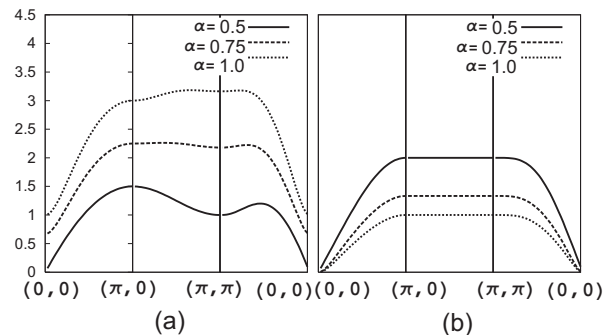 4.5
4
3.5
3
2.5
2
1.5
1
0.5
0
α= 0.5
α= 0.75
α= 1.0
(0,0)
(π,0)
(π,π)
(0,0)
(a)
α= 0.5
α= 0.75
α= 1.0
(0,0)
(π,0)
(π,π)
(0,0)
(b)